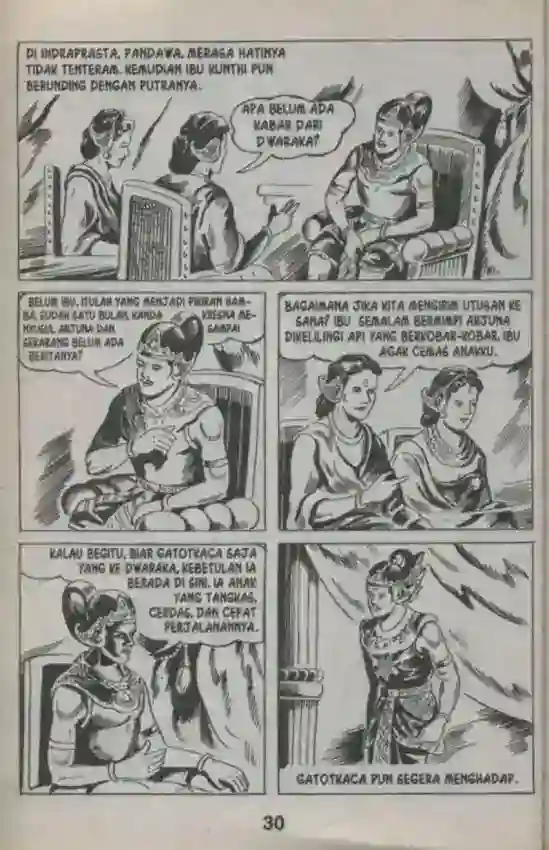 DI INDRAPRASTA, PANDAWA, MERASA HATINYA
TIDAK TENTERAM. KEMUDIAN IBU KUNTHI PUN
BERUNDING DENGAN PUTRANYA.
APA BELUM ADA
KABAR DARI
DWARAKA?
BELUM IBU. ITULAH YANG MENJADI PIKIRAN HAM-
BA. SUDAH SATU BULAN, KANDA KRESNA ME-
NYUSUL ARJUNA DAN SAMPAI
SEKARANG BELUM ADA
BERITANYA?
BAGAIMANA JIKA KITA MENGIRIM UTUSAN KE
SANA? IBU SEMALAM BERMIMPI ARJUNA
DIKELILINGI API YANG BERKOBAR-KOBAR. IBU
AGAK CEMAS ANAKKU.
KALAU BEGITU, BIAR GATOTKACA SAJA
YANG KE DWARAKA. KEBETULAN IA
BERADA DI SINI. IA ANAK
YANG TANGKAS,
CERDAS, DAN CEPAT
PERJALANANNYA.
GATOTKACA PUN SEGERA MENGHADAP.
30